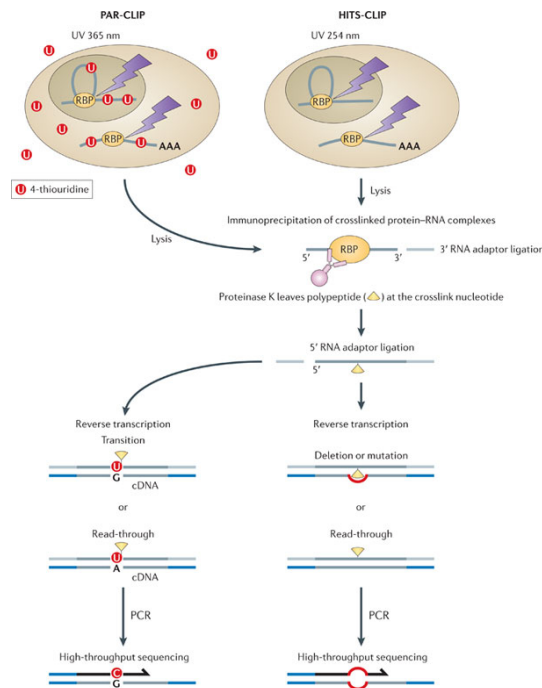 PAR-CLIP
UV 365 nm
U
U
U
U
U
U
U
U
U
U
U
RBP
U U
RBP
U U
AAA
U 4-thiouridine
HITS-CLIP
UV 254 nm
RBP
RBP
AAA
Lysis
Lysis
Immunoprecipitation of crosslinked protein–RNA complexes
RBP
5′ 3′
3′ RNA adaptor ligation
Proteinase K leaves polypeptide ( ) at the crosslink nucleotide
5′ RNA adaptor ligation
5′
Reverse transcription
Transition
U
G
cDNA
or
Read-through
U
A
cDNA
PCR
High-throughput sequencing
C
G
Reverse transcription
Deletion or mutation
or
Read-through
PCR
High-throughput sequencing